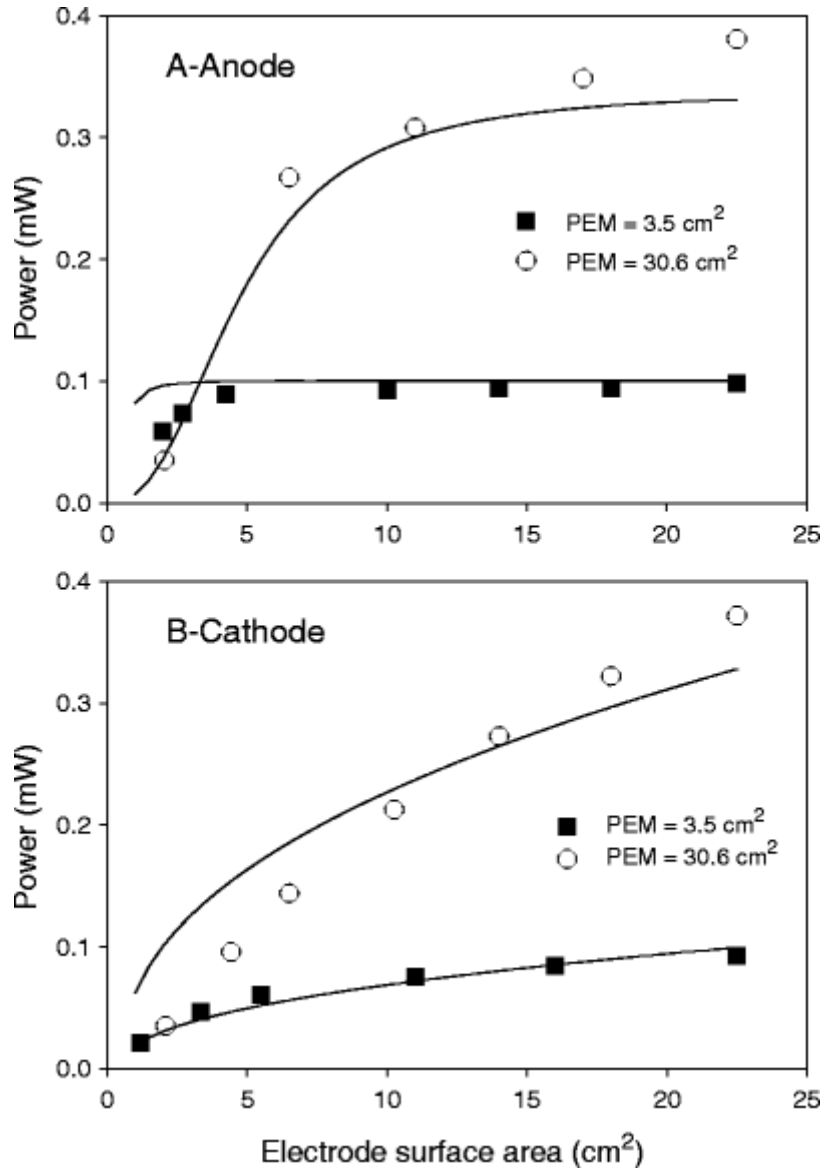 A-Anode
Power (mW)
0.4
0.3
0.2
0.1
0.0
PEM = 3.5 cm²
PEM = 30.6 cm²
0 5 10 15 20 25
B-Cathode
Power (mW)
0.4
0.3
0.2
0.1
0.0
PEM = 3.5 cm²
PEM = 30.6 cm²
0 5 10 15 20 25
Electrode surface area (cm²)